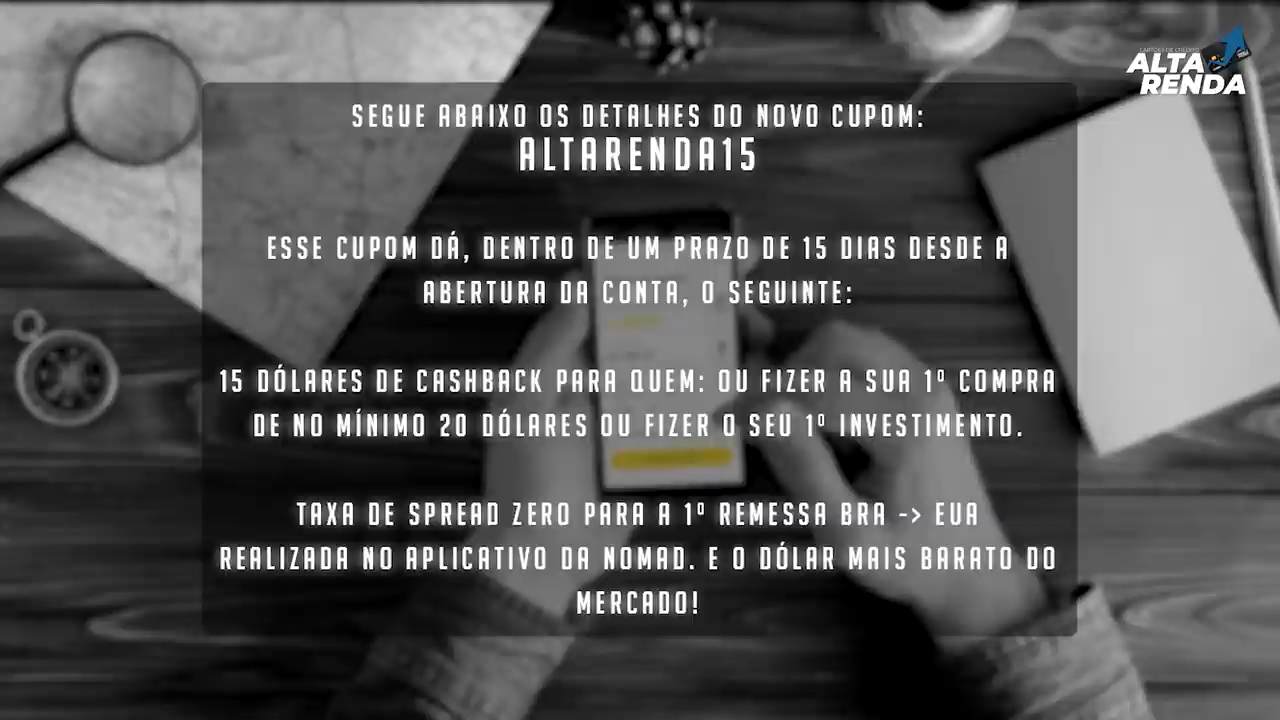 CARTÕES DE CRÉDITO
ALTA
RENDA
SEGUE ABAIXO OS DETALHES DO NOVO CUPOM:
ALTARENDA15
ESSE CUPOM DÁ, DENTRO DE UM PRAZO DE 15 DIAS DESDE A
ABERTURA DA CONTA, O SEGUINTE:
15 DÓLARES DE CASHBACK PARA QUEM: OU FIZER A SUA 1º COMPRA
DE NO MÍNIMO 20 DÓLARES OU FIZER O SEU 1º INVESTIMENTO.
TAXA DE SPREAD ZERO PARA A 1º REMESSA BRA -> EUA
REALIZADA NO APLICATIVO DA NOMAD. E O DÓLAR MAIS BARATO DO
MERCADO!